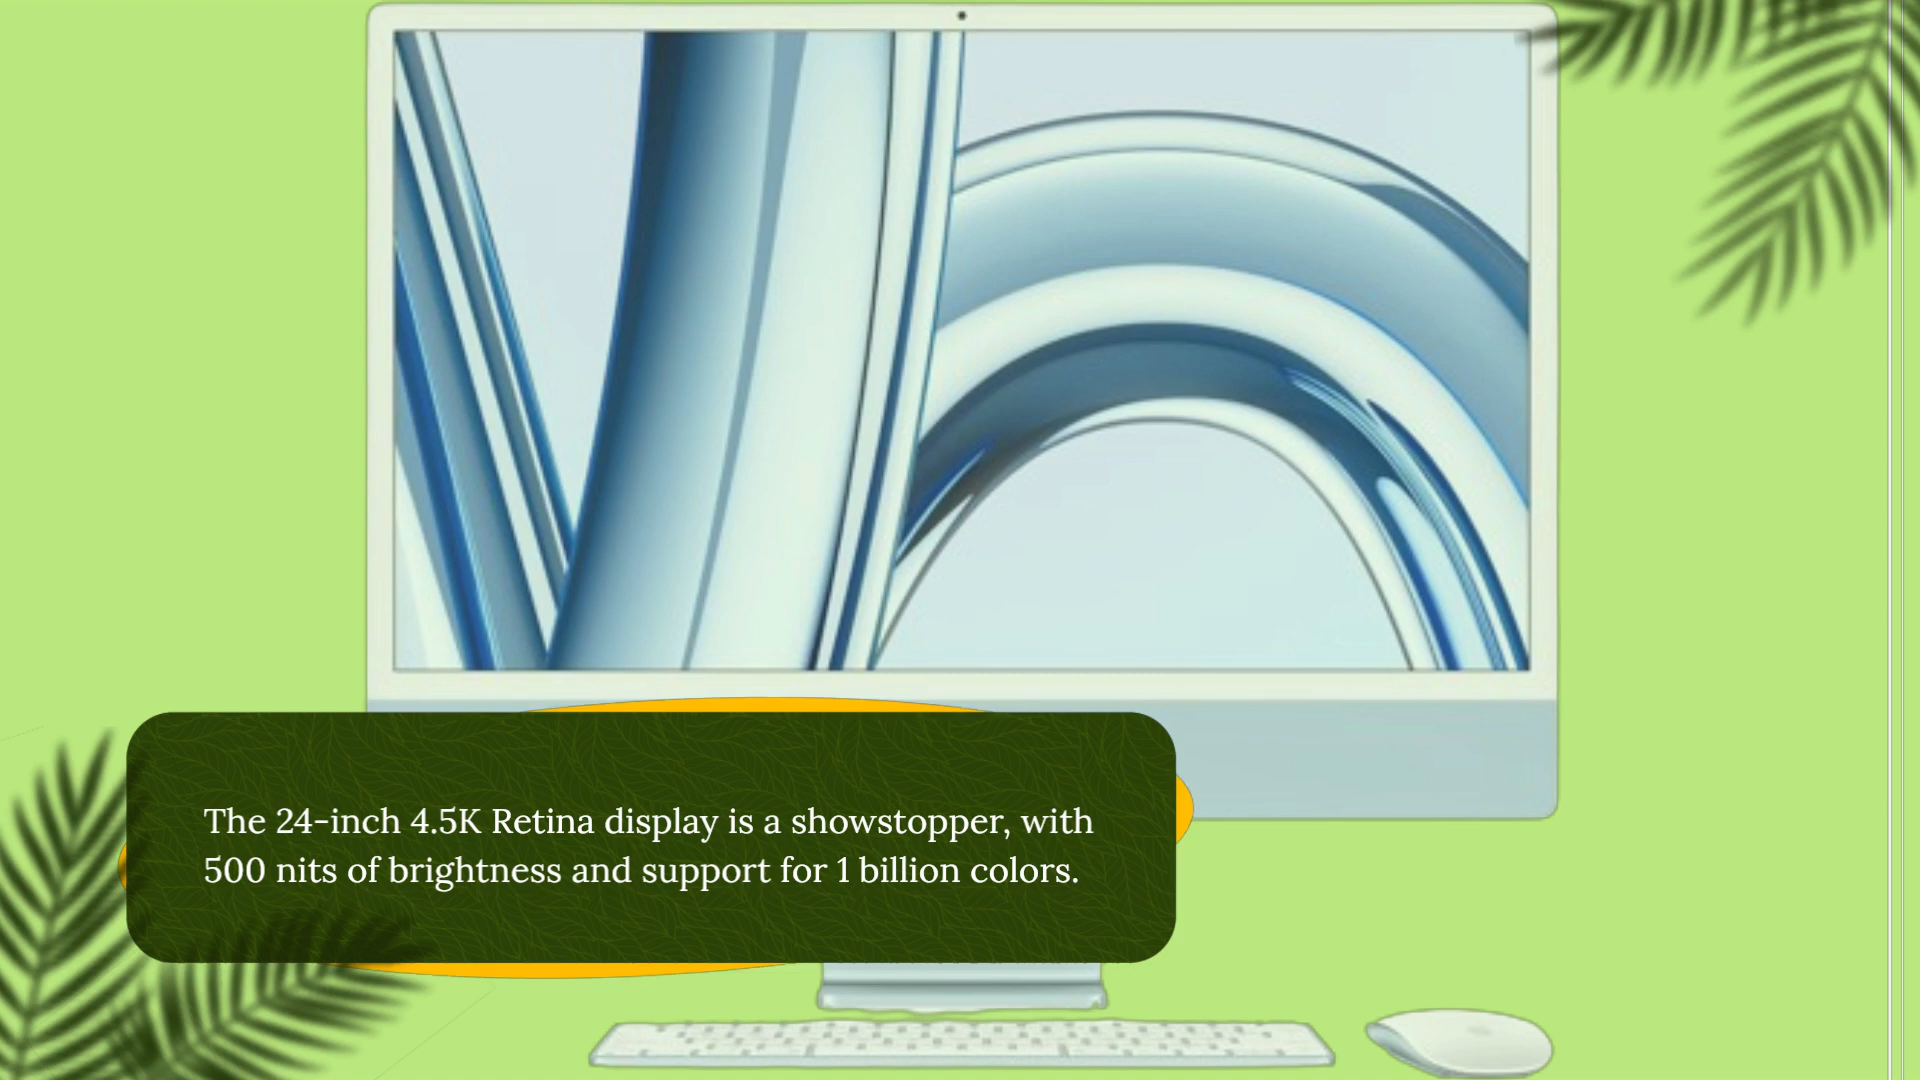 The 24-inch 4.5K Retina display is a showstopper, with
500 nits of brightness and support for 1 billion colors.